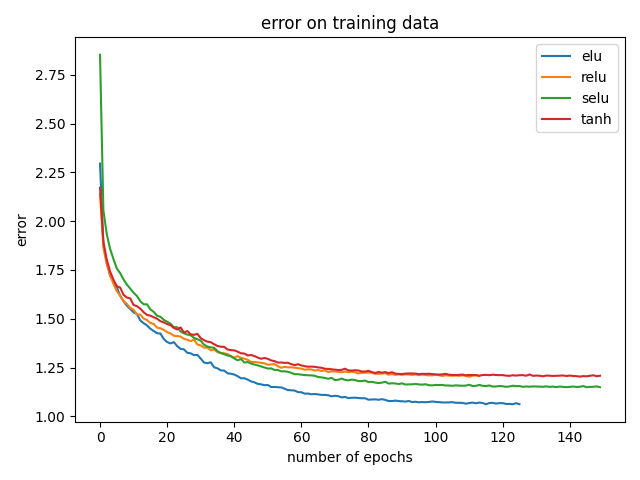 error on training data
elu
relu
selu
tanh
error
2.75
2.50
2.25
2.00
1.75
1.50
1.25
1.00
0 20 40 60 80 100 120 140
number of epochs